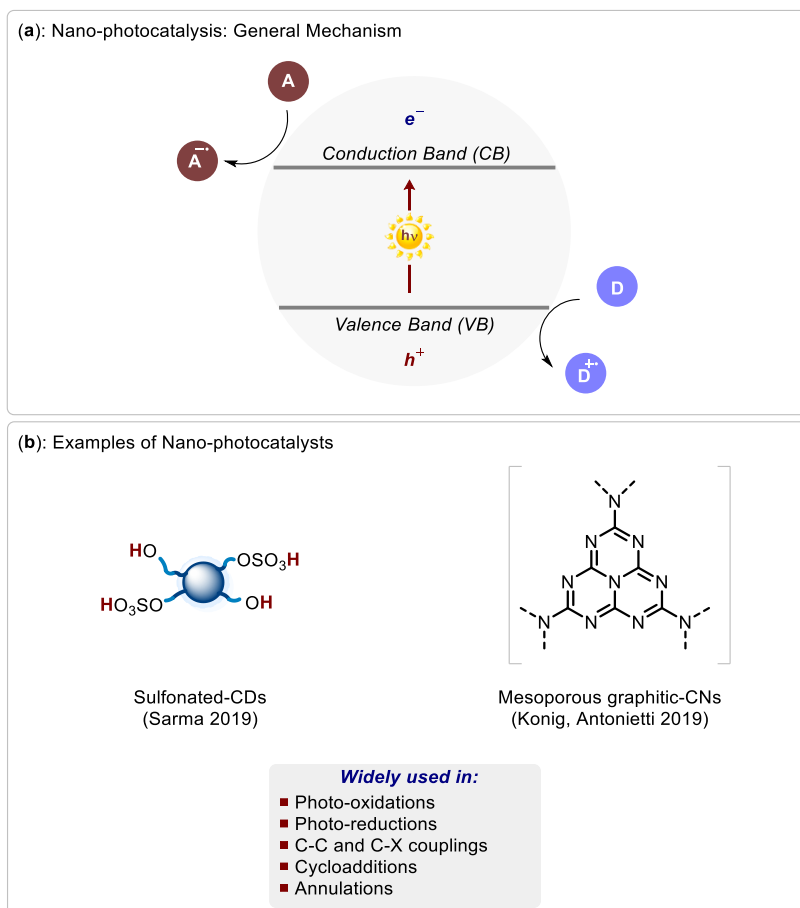 (a): Nano-photocatalysis: General Mechanism
A
e⁻
Conduction Band (CB)
A⁻•
hν
D
Valence Band (VB)
h⁺
D⁺•
(b): Examples of Nano-photocatalysts
HO
OSO₃H
HO₃SO
OH
N
N N
N N N
N N N N
Sulfonated-CDs
(Sarma 2019)
Mesoporous graphitic-CNs
(Konig, Antonietti 2019)
Widely used in:
Photo-oxidations
Photo-reductions
C-C and C-X couplings
Cycloadditions
Annulations